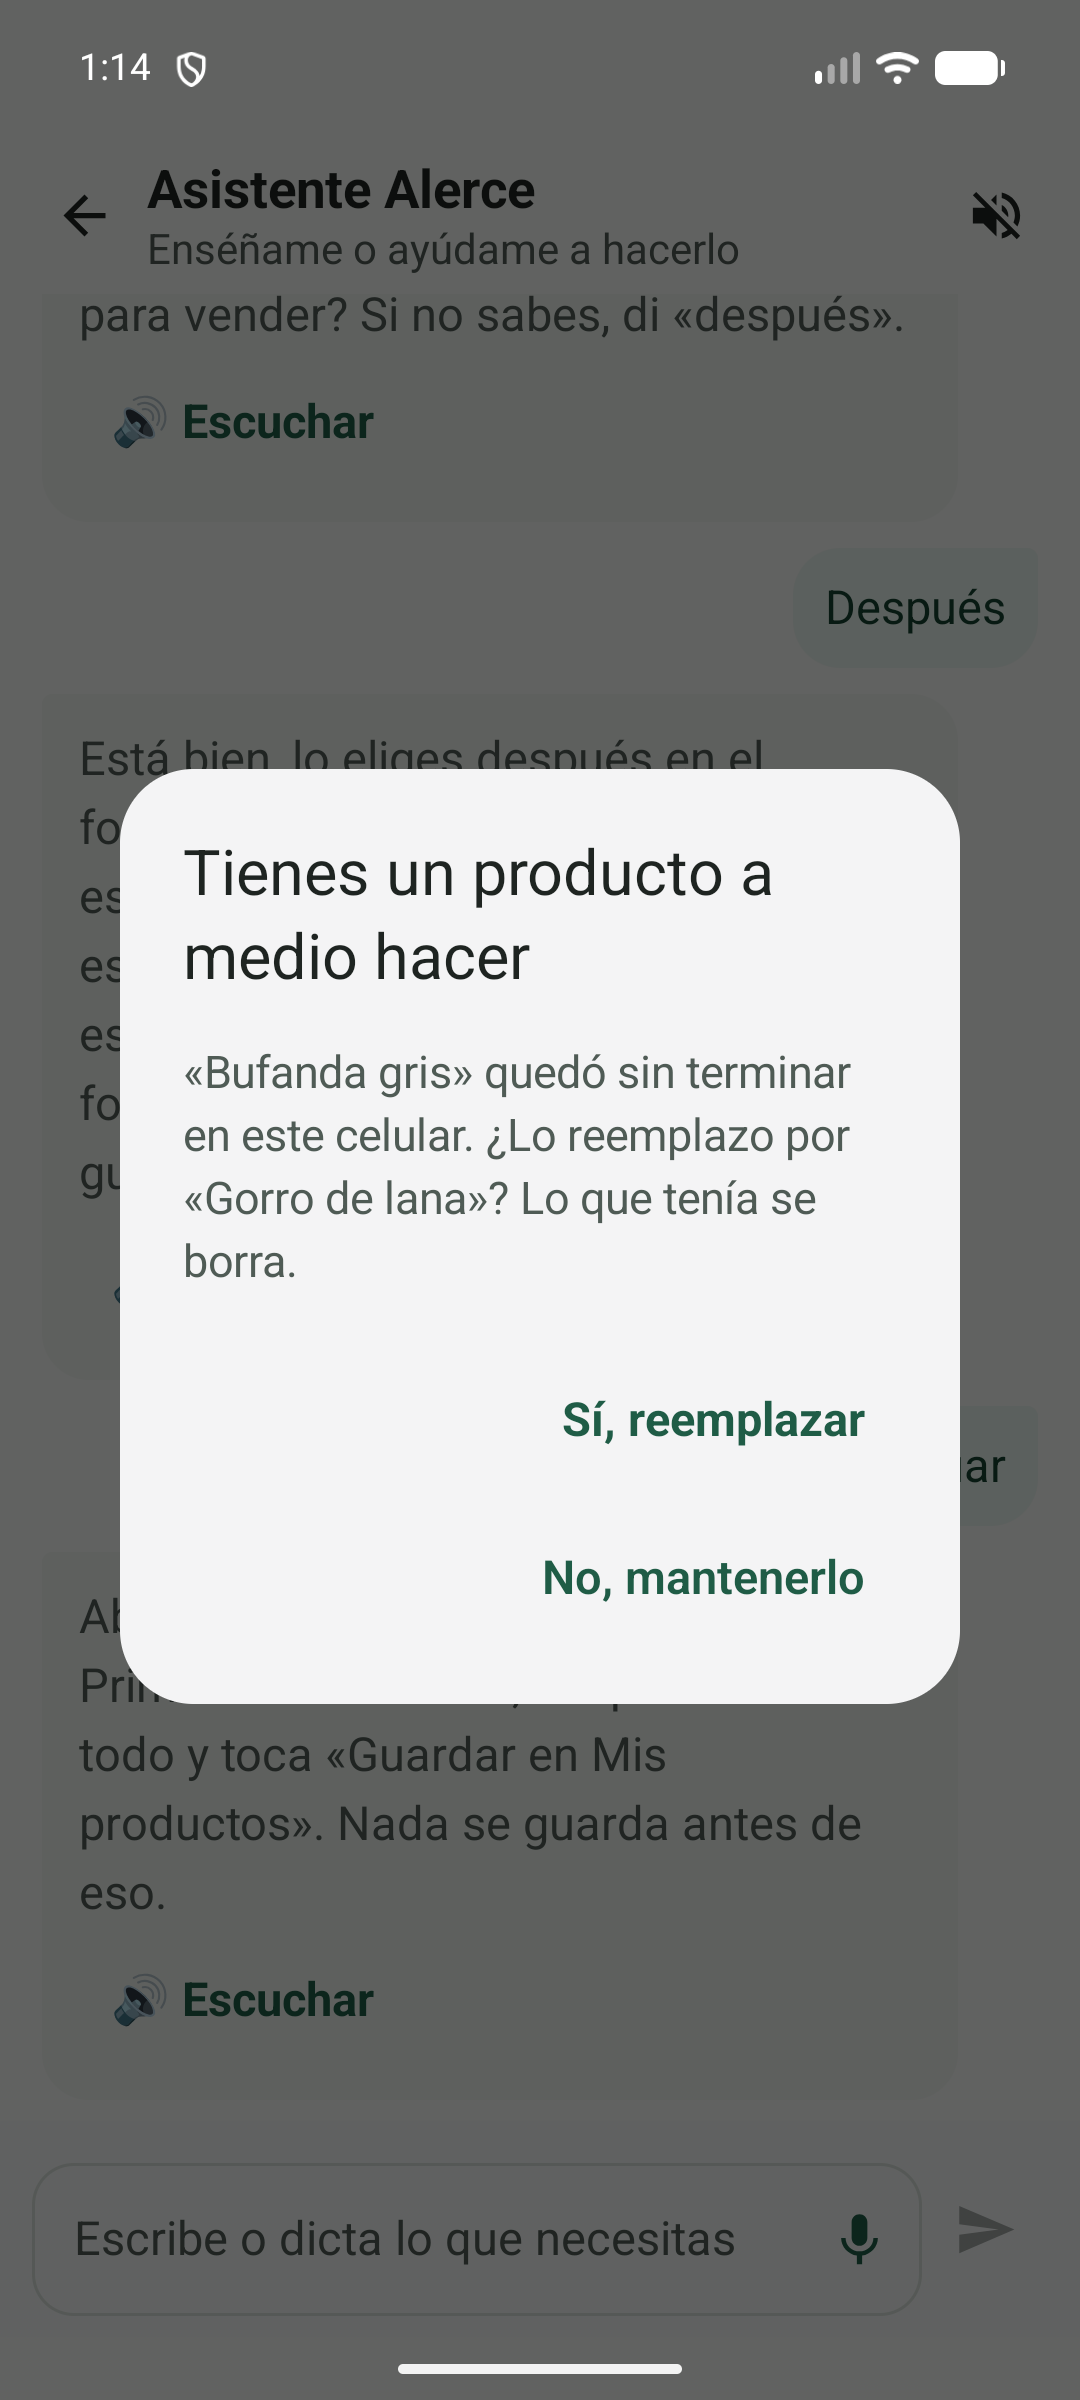 1:14
Asistente Alerce
Enséñame o ayúdame a hacerlo
para vender? Si no sabes, di «después».
🔊 Escuchar
Después
Está bien, lo eliges después en el
Tienes un producto a
medio hacer
«Bufanda gris» quedó sin terminar
en este celular. ¿Lo reemplazo por
«Gorro de lana»? Lo que tenía se
borra.
Sí, reemplazar
No, mantenerlo
todo y toca «Guardar en Mis
productos». Nada se guarda antes de
eso.
🔊 Escuchar
Escribe o dicta lo que necesitas